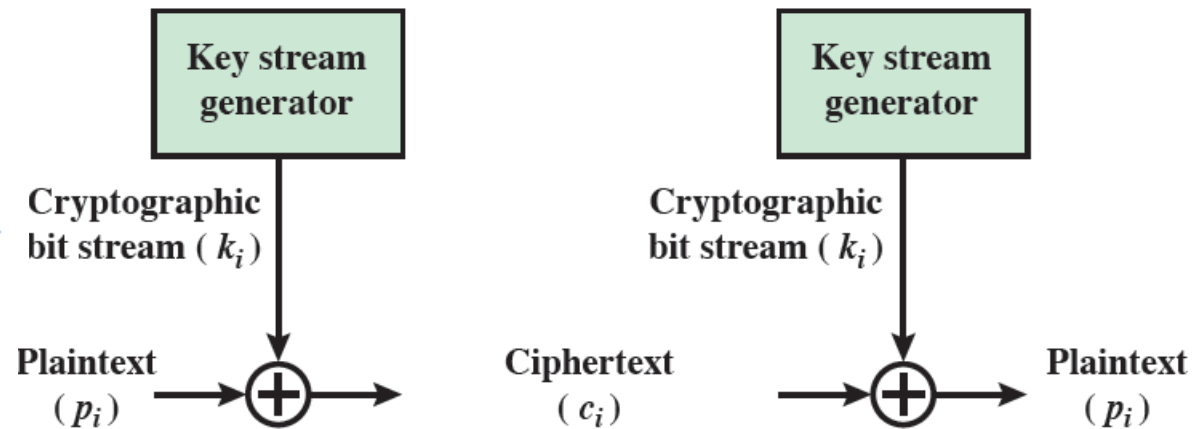 Key stream
generator
Key stream
generator
Cryptographic
bit stream ( kᵢ )
Cryptographic
bit stream ( kᵢ )
Plaintext
( pᵢ )
Ciphertext
( cᵢ )
Plaintext
( pᵢ )